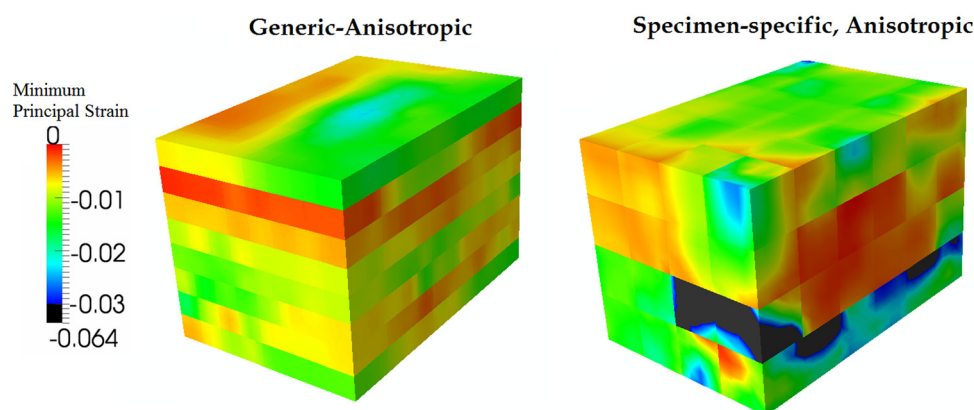 Generic-Anisotropic
Specimen-specific, Anisotropic
Minimum
Principal Strain
0
-0.01
-0.02
-0.03
-0.064